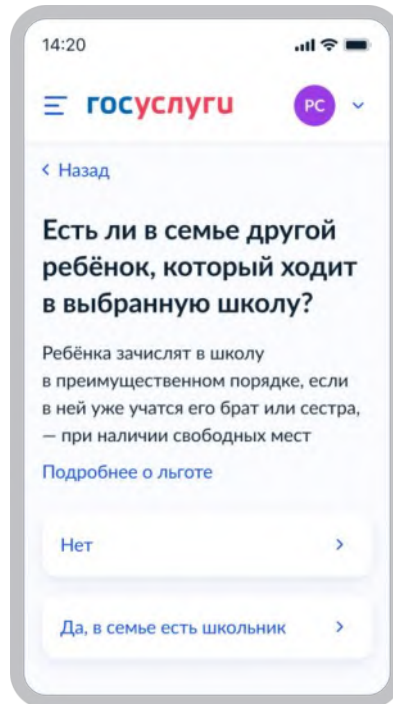 14:20
госуслуги
РС
Назад
Есть ли в семье другой
ребёнок, который ходит
в выбранную школу?
Ребёнка зачислят в школу
в преимущественном порядке, если
в ней уже учатся его брат или сестра,
— при наличии свободных мест
Подробнее о льготе
Нет
Да, в семье есть школьник